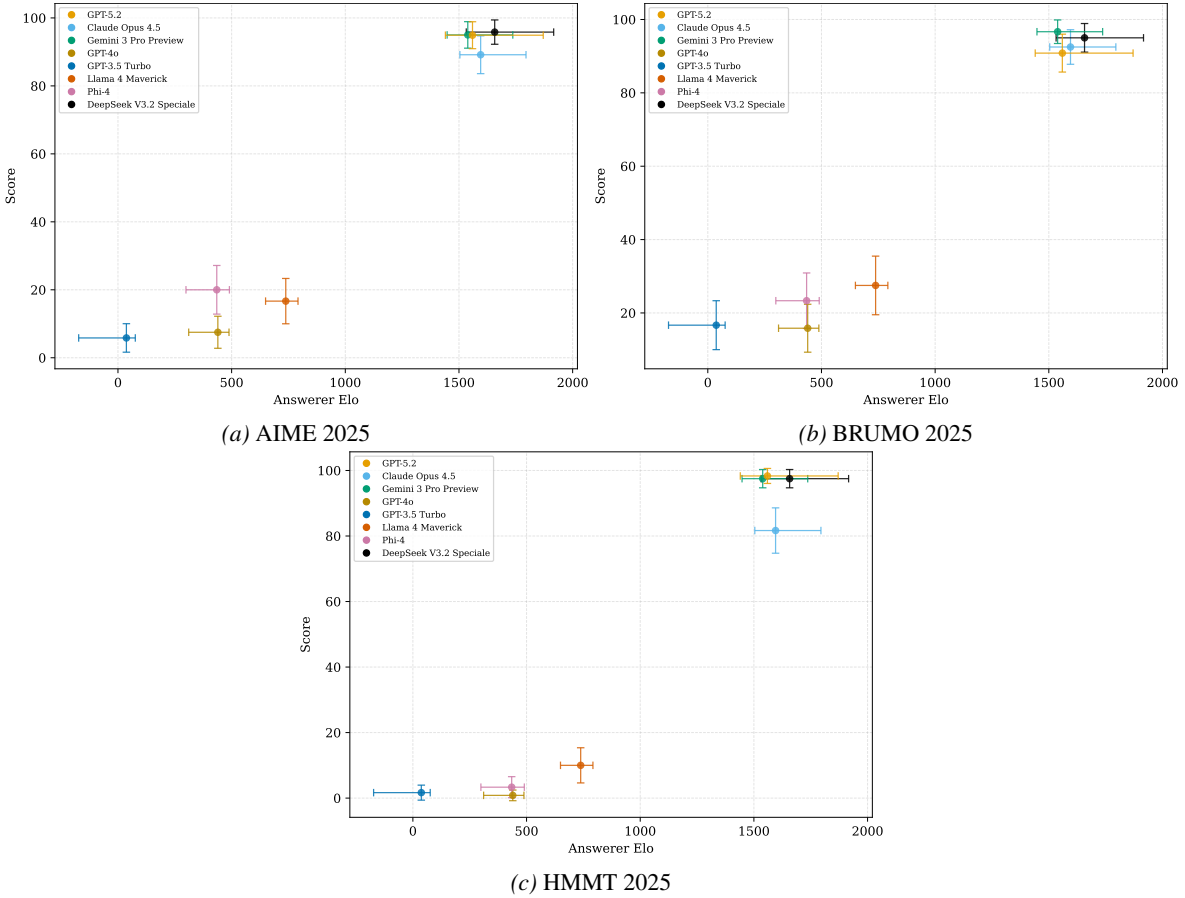 GPT-5.2
Claude Opus 4.5
Gemini 3 Pro Preview
GPT-4o
GPT-3.5 Turbo
Llama 4 Maverick
Phi-4
DeepSeek V3.2 Speciale
100
80
60
40
20
0
Score
0 500 1000 1500 2000
Answerer Elo
(a) AIME 2025
GPT-5.2
Claude Opus 4.5
Gemini 3 Pro Preview
GPT-4o
GPT-3.5 Turbo
Llama 4 Maverick
Phi-4
DeepSeek V3.2 Speciale
100
80
60
40
20
Score
0 500 1000 1500 2000
Answerer Elo
(b) BRUMO 2025
GPT-5.2
Claude Opus 4.5
Gemini 3 Pro Preview
GPT-4o
GPT-3.5 Turbo
Llama 4 Maverick
Phi-4
DeepSeek V3.2 Speciale
100
80
60
40
20
0
Score
0 500 1000 1500 2000
Answerer Elo
(c) HMMT 2025